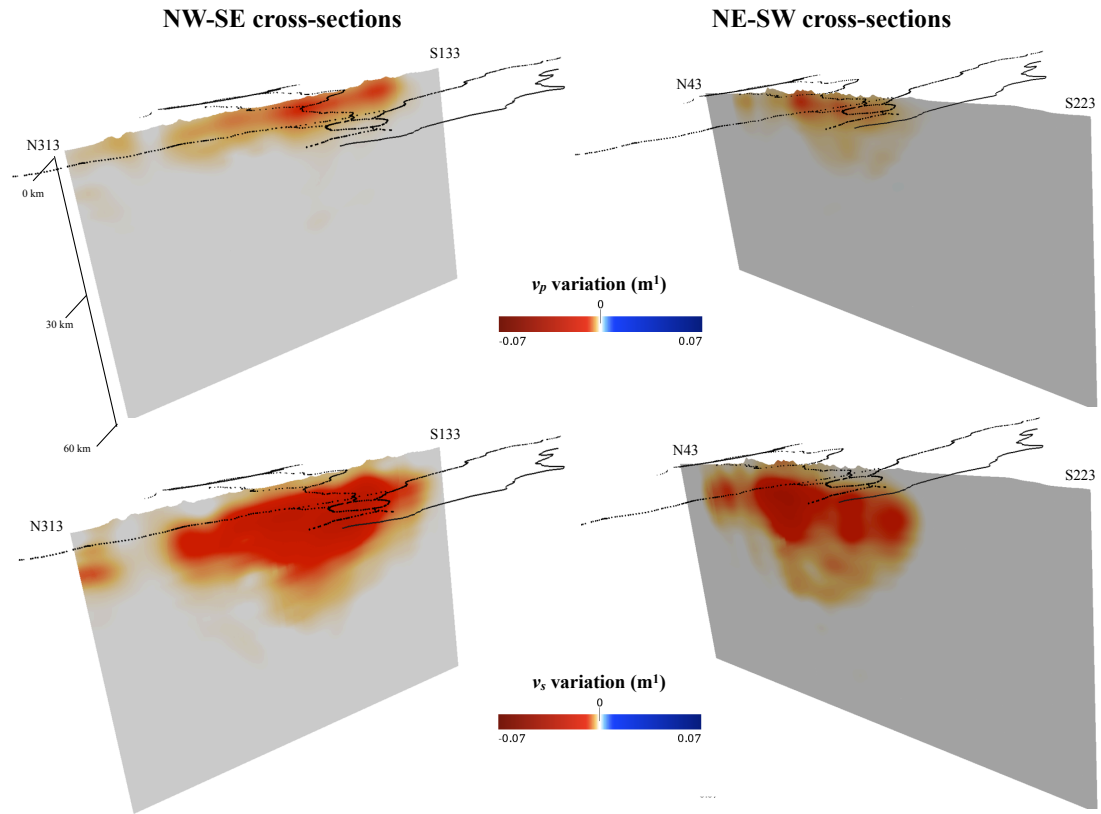 NW-SE cross-sections
NE-SW cross-sections
S133
N313
0 km
30 km
60 km
N43
S223
vp variation (m¹)
0
-0.07
0.07
S133
N313
N43
S223
vs variation (m¹)
0
-0.07
0.07